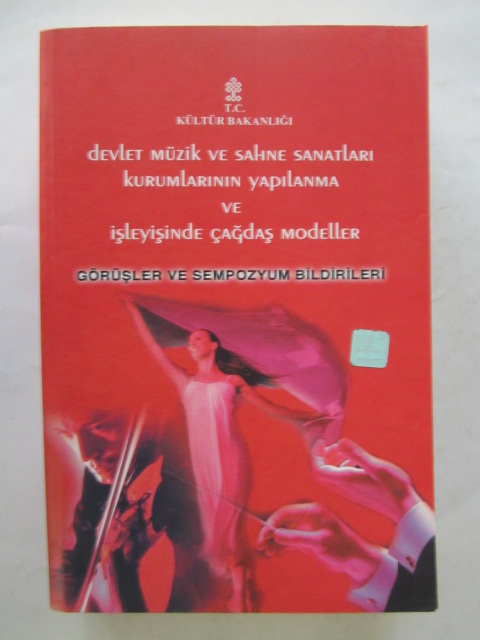 T.C.
KÜLTÜR BAKANLIĞI
devlet müzik ve sahne sanatları
kurumlarının yapılanma
ve
işleyişinde çağdaş modeller
GÖRÜŞLER VE SEMPOZYUM BİLDİRİLERİ